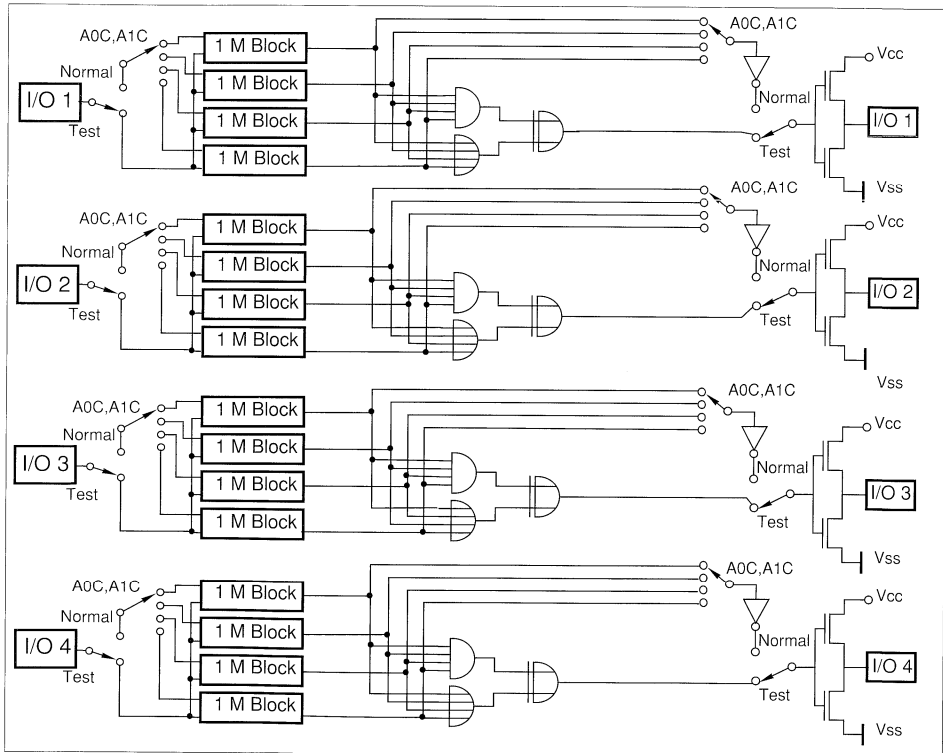 A0C,A1C
1 M Block
A0C,A1C
Vcc
Normal
1 M Block
Normal
I/O 1
1 M Block
I/O 1
Test
Test
1 M Block
Vss
A0C,A1C
1 M Block
A0C,A1C
Vcc
Normal
1 M Block
Normal
I/O 2
1 M Block
I/O 2
Test
Test
1 M Block
Vss
A0C,A1C
1 M Block
A0C,A1C
Vcc
Normal
1 M Block
Normal
I/O 3
1 M Block
I/O 3
Test
Test
1 M Block
Vss
A0C,A1C
1 M Block
A0C,A1C
Vcc
Normal
1 M Block
Normal
I/O 4
1 M Block
I/O 4
Test
Test
1 M Block
Vss